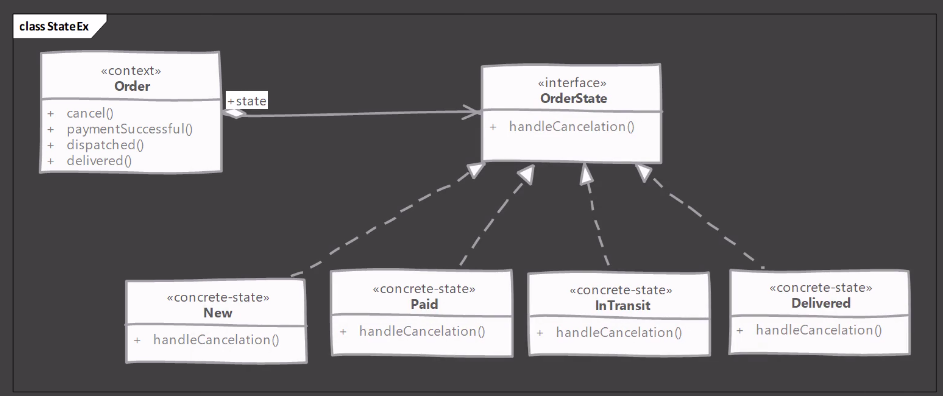 class StateEx
«context»
Order
+ cancel()
+ paymentSuccessful()
+ dispatched()
+ delivered()
+state
«interface»
OrderState
+ handleCancelation()
«concrete-state»
New
+ handleCancelation()
«concrete-state»
Paid
+ handleCancelation()
«concrete-state»
InTransit
+ handleCancelation()
«concrete-state»
Delivered
+ handleCancelation()